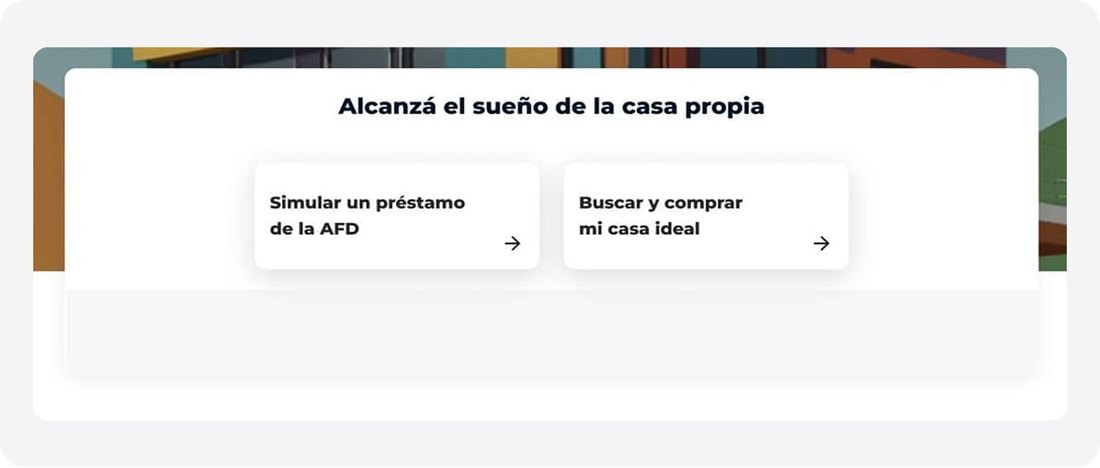 Alcanzá el sueño de la casa propia
Simular un préstamo
de la AFD
Buscar y comprar
mi casa ideal